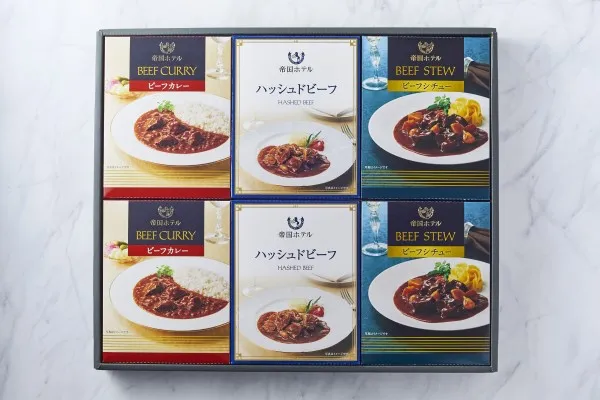 帝国ホテル
BEEF CURRY
ビーフカレー
帝国ホテル
ハッシュドビーフ
HASHED BEEF
帝国ホテル
BEEF STEW
ビーフシチュー
帝国ホテル
BEEF CURRY
ビーフカレー
帝国ホテル
ハッシュドビーフ
HASHED BEEF
帝国ホテル
BEEF STEW
ビーフシチュー